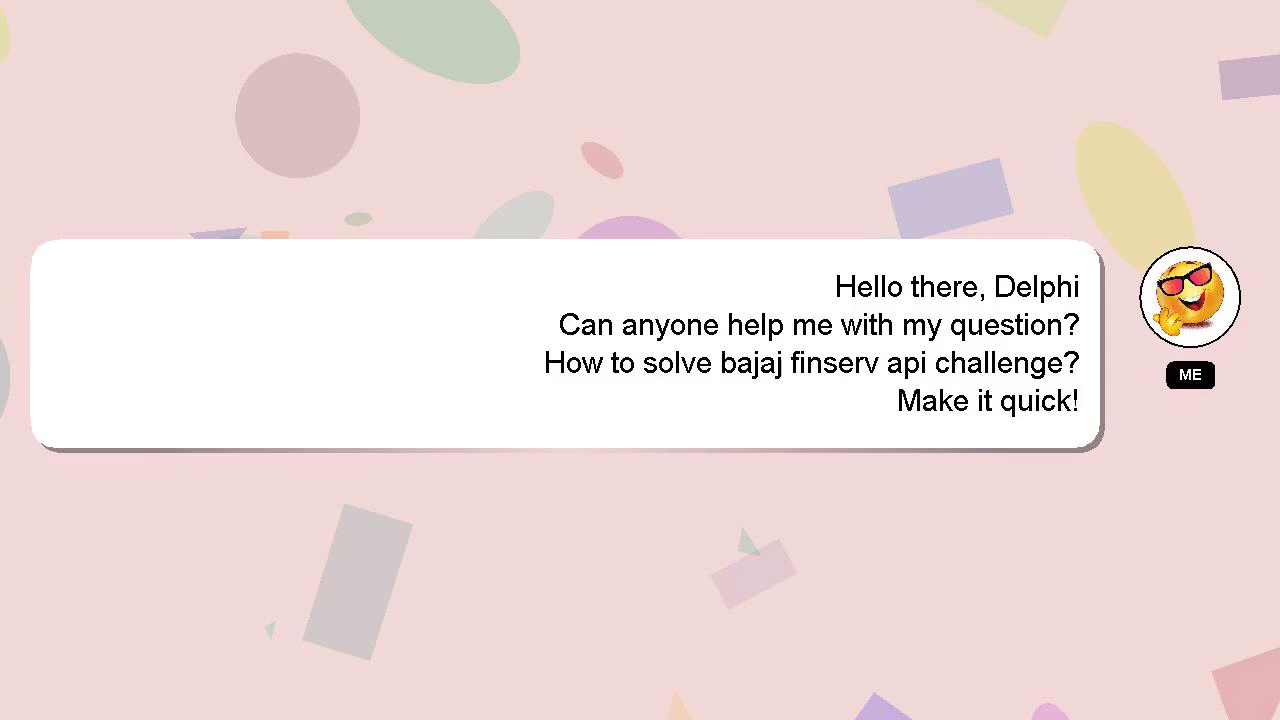 Hello there, Delphi
Can anyone help me with my question?
How to solve bajaj finserv api challenge?
Make it quick!
ME